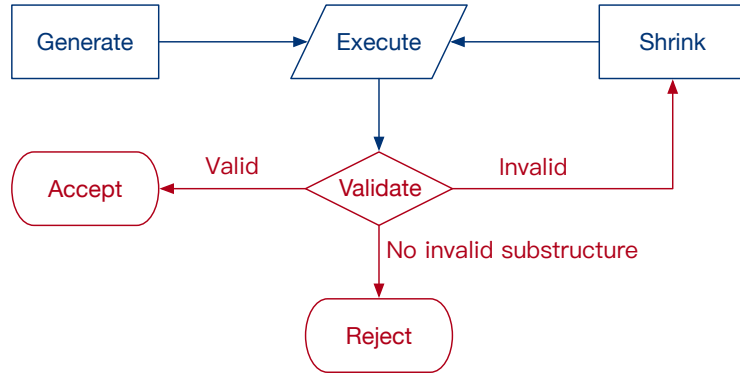 Generate
Execute
Shrink
Valid
Invalid
Accept
Validate
No invalid substructure
Reject